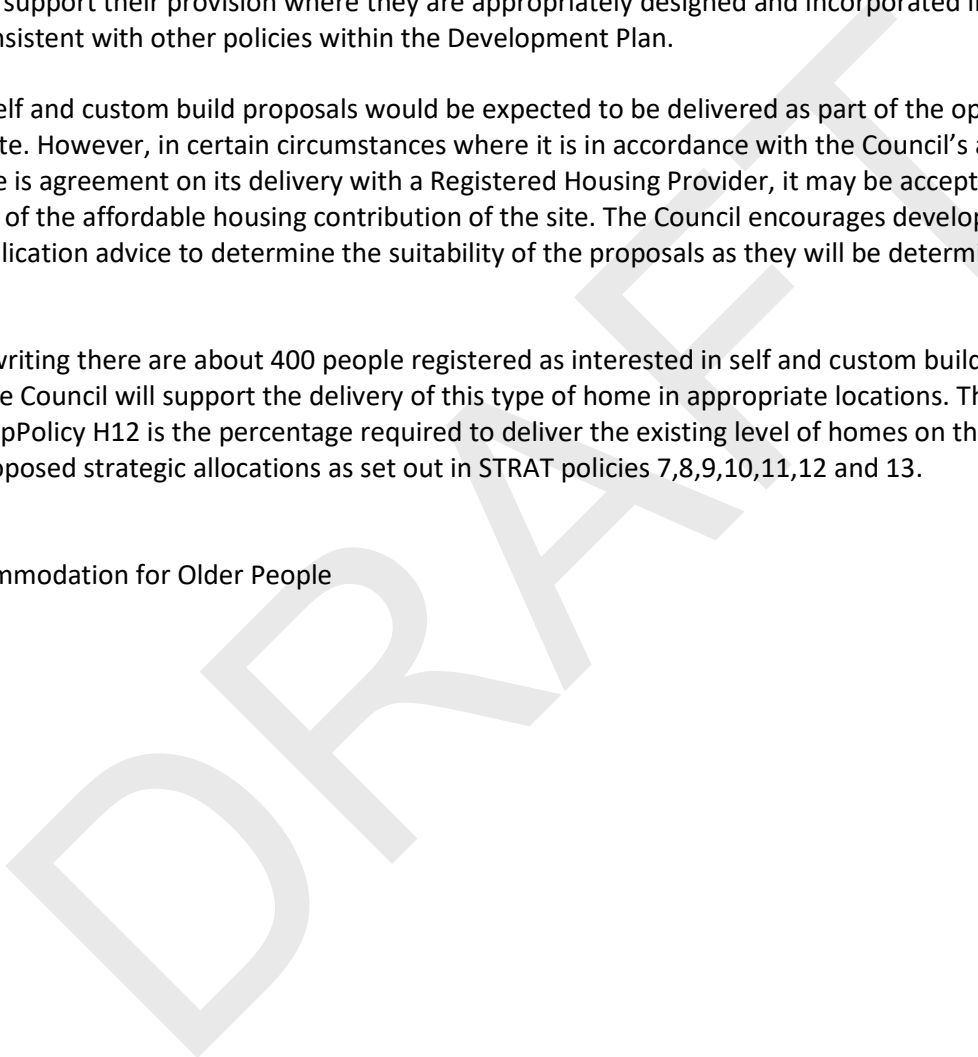 support their provision where they are appropriately designed and incorporated
nsistent with other policies within the Development Plan.
elf and custom build proposals would be expected to be delivered as part of the op
te. However, in certain circumstances where it is in accordance with the Council's a
e is agreement on its delivery with a Registered Housing Provider, it may be accept
of the affordable housing contribution of the site. The Council encourages develop
lication advice to determine the suitability of the proposals as they will be determi
writing there are about 400 people registered as interested in self and custom build
e Council will support the delivery of this type of home in appropriate locations. Th
pPolicy H12 is the percentage required to deliver the existing level of homes on th
oposed strategic allocations as set out in STRAT policies 7,8,9,10,11,12 and 13.
mmodation for Older People
DRAFT